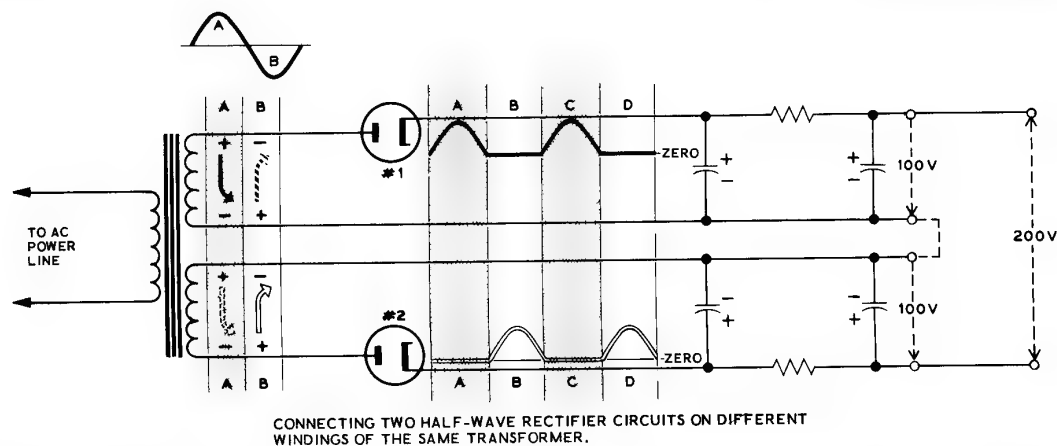 A
B
A B
A B C D
+ -
+ -
#1
-ZERO
+
-
+
-
100V
- +
TO AC
POWER
LINE
200V
+ -
-
+
-
+
100V
#2
- +
-ZERO
A B
A B C D
CONNECTING TWO HALF-WAVE RECTIFIER CIRCUITS ON DIFFERENT
WINDINGS OF THE SAME TRANSFORMER.